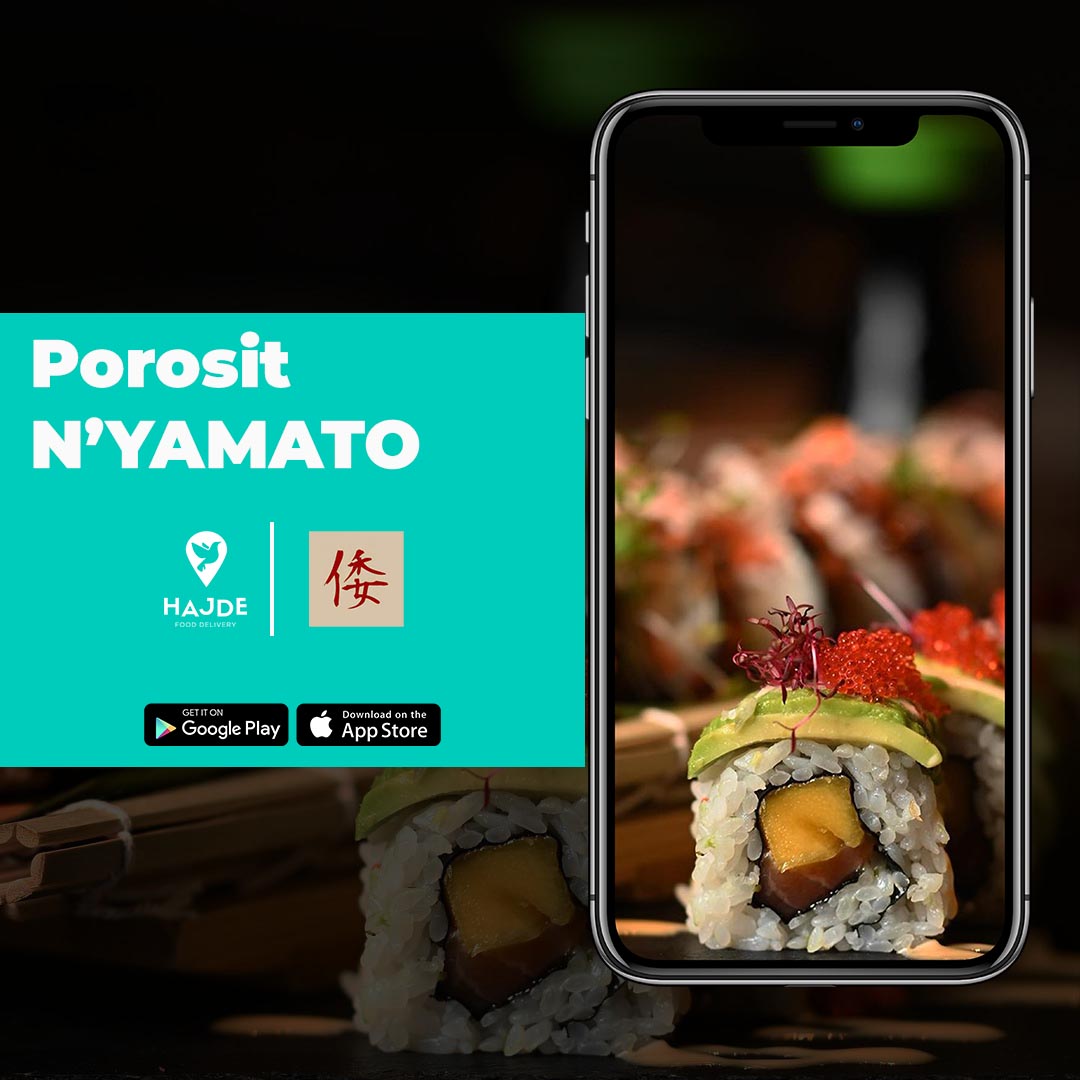 Porosit
N’YAMATO
HAJDE
FOOD DELIVERY
倭
GET IT ON
Google Play
Download on the
App Store